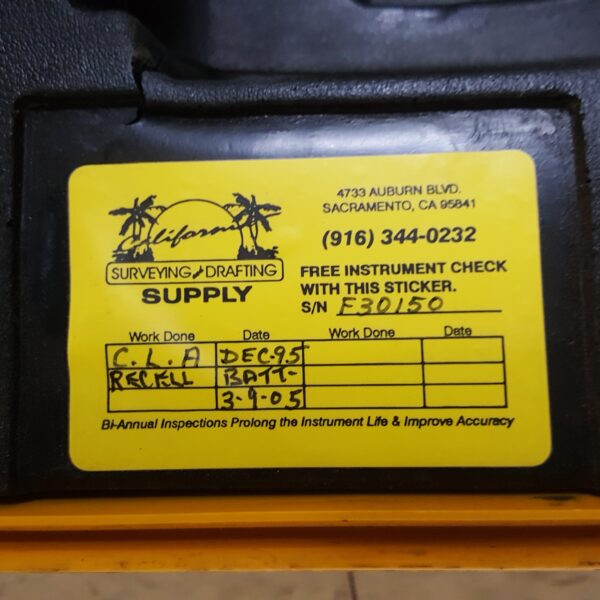 California
SURVEYING and DRAFTING
SUPPLY
4733 AUBURN BLVD.
SACRAMENTO, CA 95841
(916) 344-0232
FREE INSTRUMENT CHECK
WITH THIS STICKER.
S/N F30150
Work Done Date Work Done Date
C.L.A DEC-95
RECELL BATT-
3-9-05
Bi-Annual Inspections Prolong the Instrument Life & Improve Accuracy